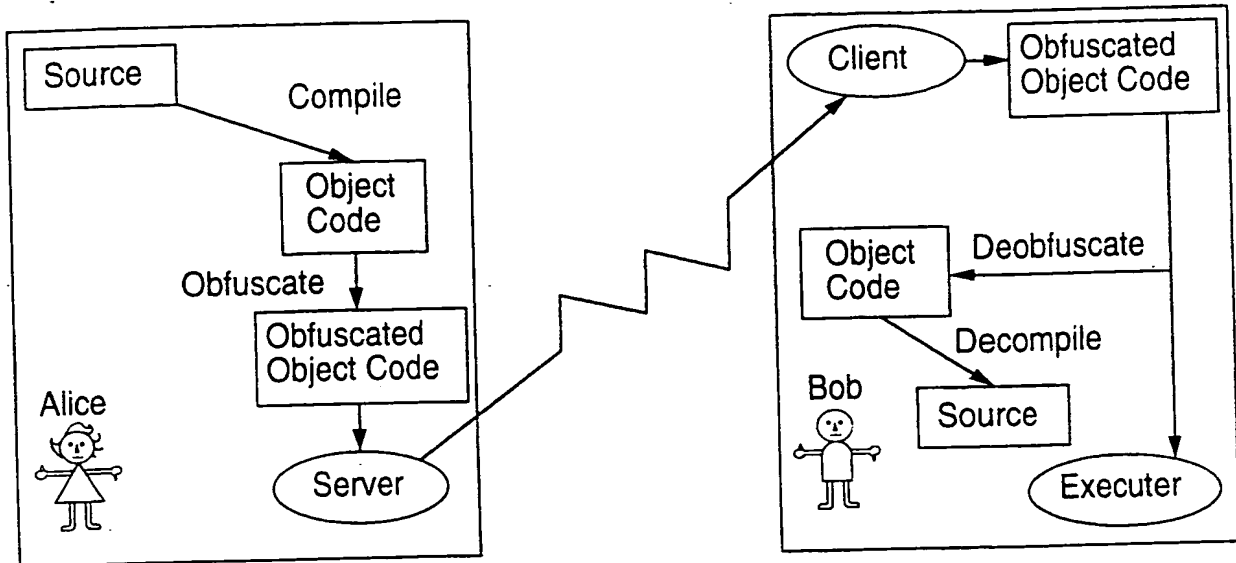 Source
Compile
Object
Code
Obfuscate
Obfuscated
Object Code
Alice
Server
Client
Obfuscated
Object Code
Object
Code
Deobfuscate
Decompile
Bob
Source
Executer